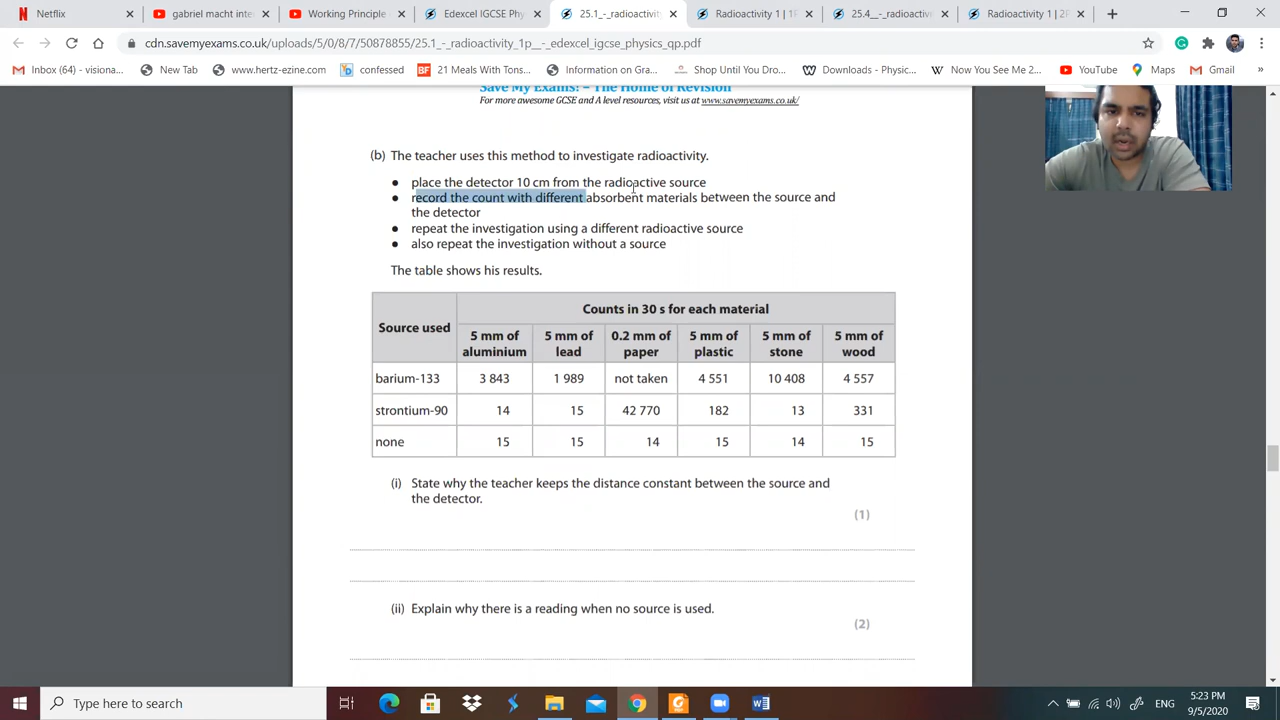 Netflix
gabriel macht inte
Working Principle
Edexcel IGCSE Phy
25.1_-_radioactivity
Radioactivity 1 | 1P
25.4__-_radioactiv
Radioactivity 1 | 2P
cdn.savemyexams.co.uk/uploads/5/0/8/7/50878855/25.1_-_radioactivity_1p__-_edexcel_igcse_physics_qp.pdf
Inbox (64) - visiona...
New Tab
www.hertz-ezine.com
confessed
21 Meals With Tons...
Information on Gra...
Shop Until You Dro...
Downloads - Physic...
Now You See Me 2...
YouTube
Maps
Gmail
»
Save My Exams! – The Home of Revision
For more awesome GCSE and A level resources, visit us at www.savemyexams.co.uk/
(b) The teacher uses this method to investigate radioactivity.
● place the detector 10 cm from the radioactive source
● record the count with different absorbent materials between the source and
the detector
● repeat the investigation using a different radioactive source
● also repeat the investigation without a source
The table shows his results.
Source used
Counts in 30 s for each material
5 mm of aluminium
5 mm of lead
0.2 mm of paper
5 mm of plastic
5 mm of stone
5 mm of wood
barium-133 3 843 1 989 not taken 4 551 10 408 4 557
strontium-90 14 15 42 770 182 13 331
none 15 15 14 15 14 15
(i) State why the teacher keeps the distance constant between the source and
the detector.
(1)
(ii) Explain why there is a reading when no source is used.
(2)
Type here to search
ENG
5:23 PM
9/5/2020